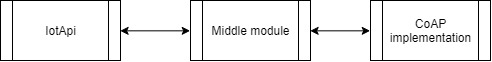 IotApi
Middle module
CoAP
implementation